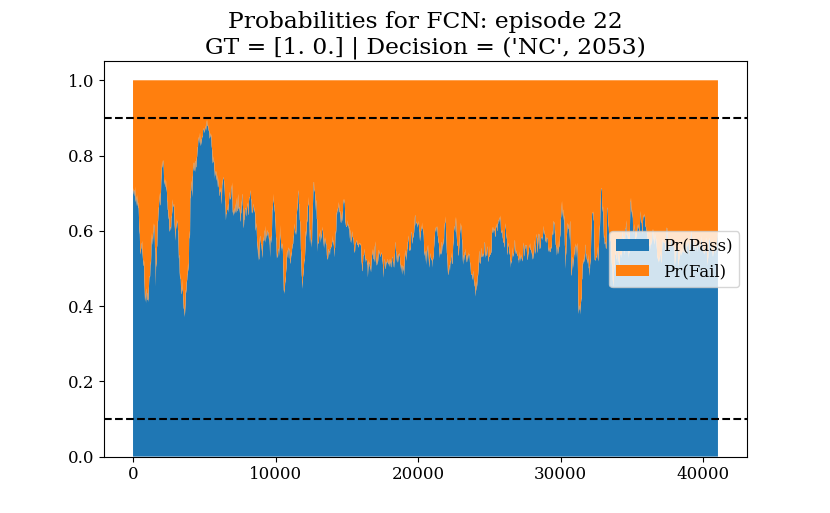 Probabilities for FCN: episode 22
GT = [1. 0.] | Decision = ('NC', 2053)
1.0
0.8
0.6
0.4
0.2
0.0
Pr(Pass)
Pr(Fail)
0
10000
20000
30000
40000